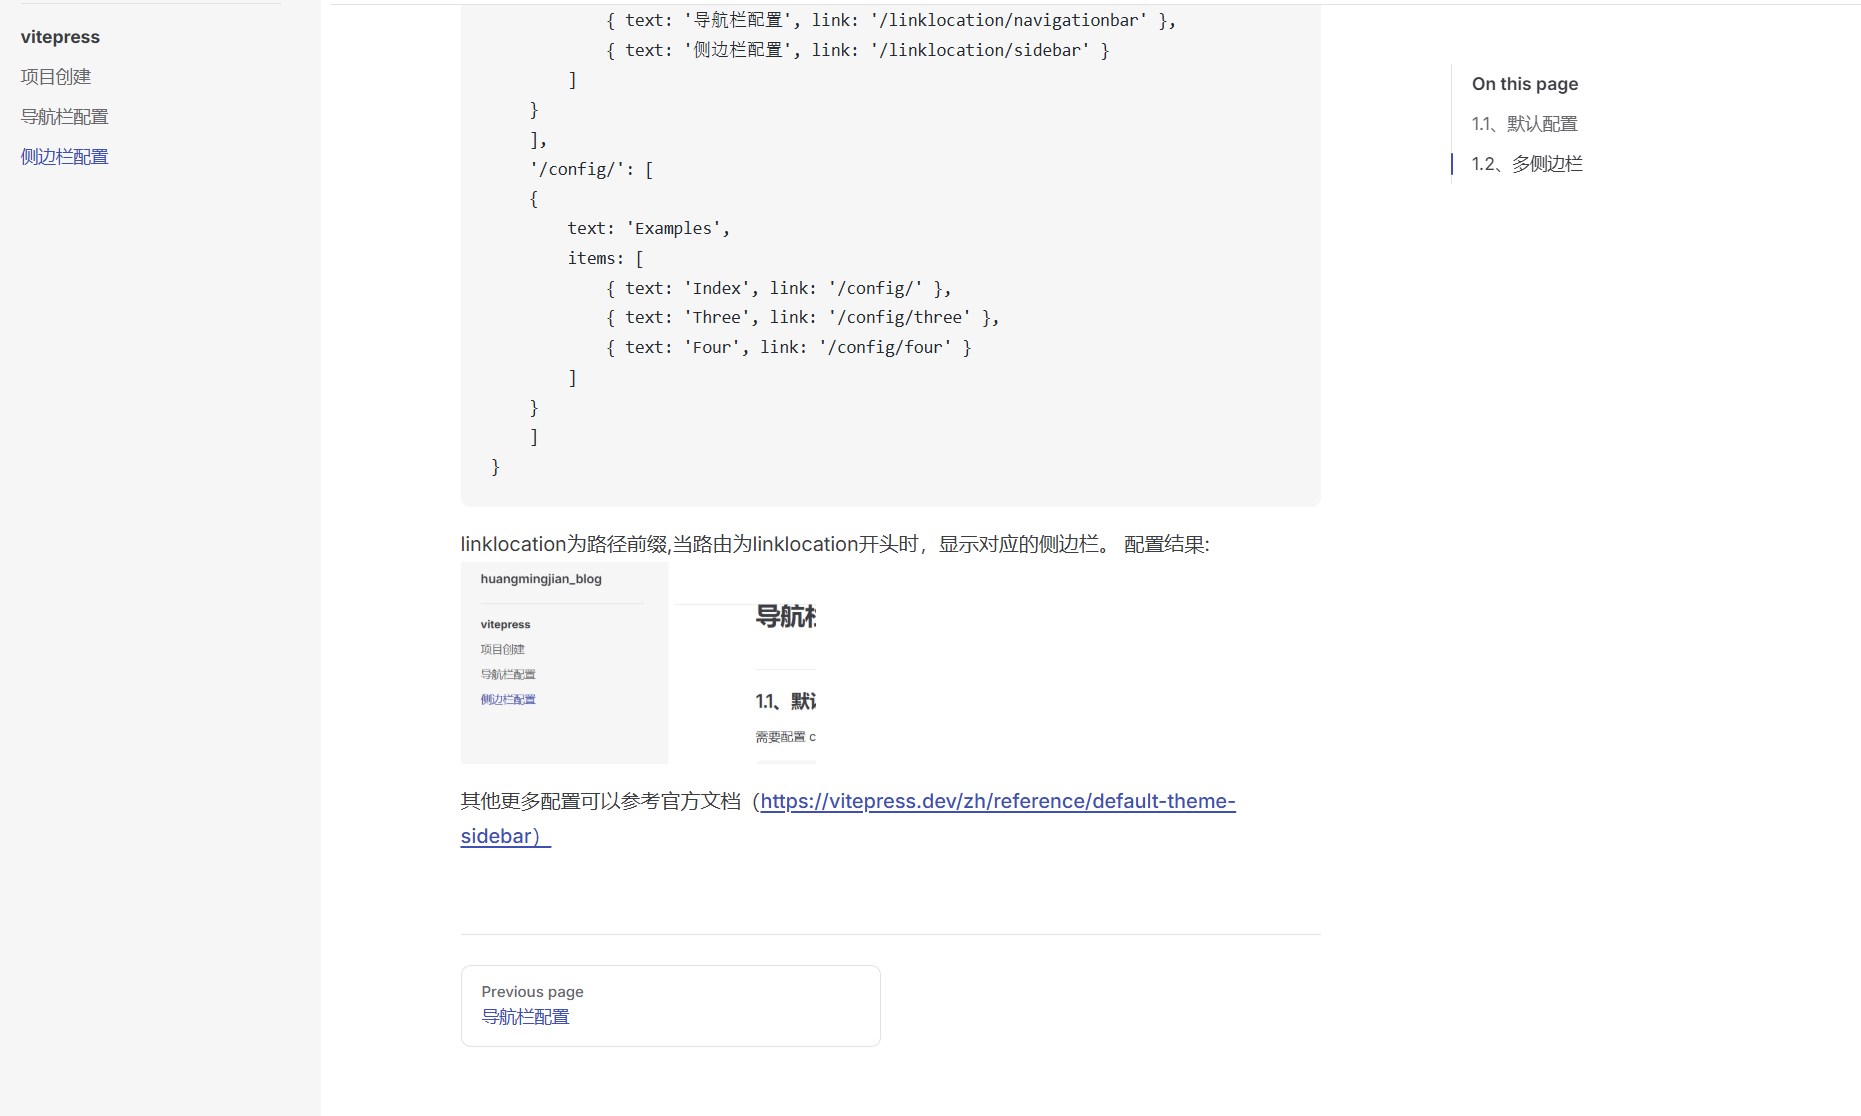 vitepress
项目创建
导航栏配置
侧边栏配置
{ text: '导航栏配置', link: '/linklocation/navigationbar' },
{ text: '侧边栏配置', link: '/linklocation/sidebar' }
]
}
],
'/config/': [
{
text: 'Examples',
items: [
{ text: 'Index', link: '/config/' },
{ text: 'Three', link: '/config/three' },
{ text: 'Four', link: '/config/four' }
]
}
]
}
linklocation为路径前缀,当路由为linklocation开头时，显示对应的侧边栏。 配置结果:
huangmingjian_blog
vitepress
项目创建
导航栏配置
侧边栏配置
导航
1.1、默
需要配置 c
其他更多配置可以参考官方文档（https://vitepress.dev/zh/reference/default-theme-
sidebar）
Previous page
导航栏配置
On this page
1.1、默认配置
1.2、多侧边栏